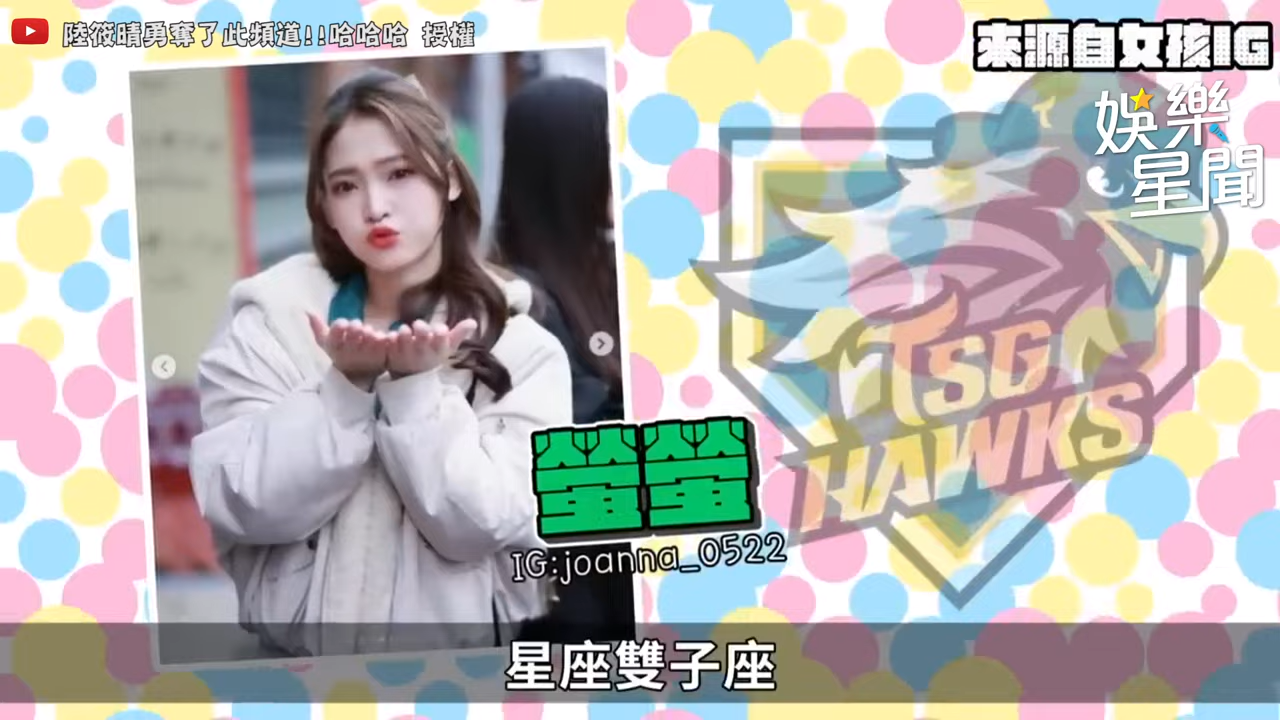 陸筱晴勇奪了此頻道!!哈哈哈 授權
來源自女孩IG
娛樂
星聞
TSG
HAWKS
螢螢
IG:joanna_0522
星座雙子座